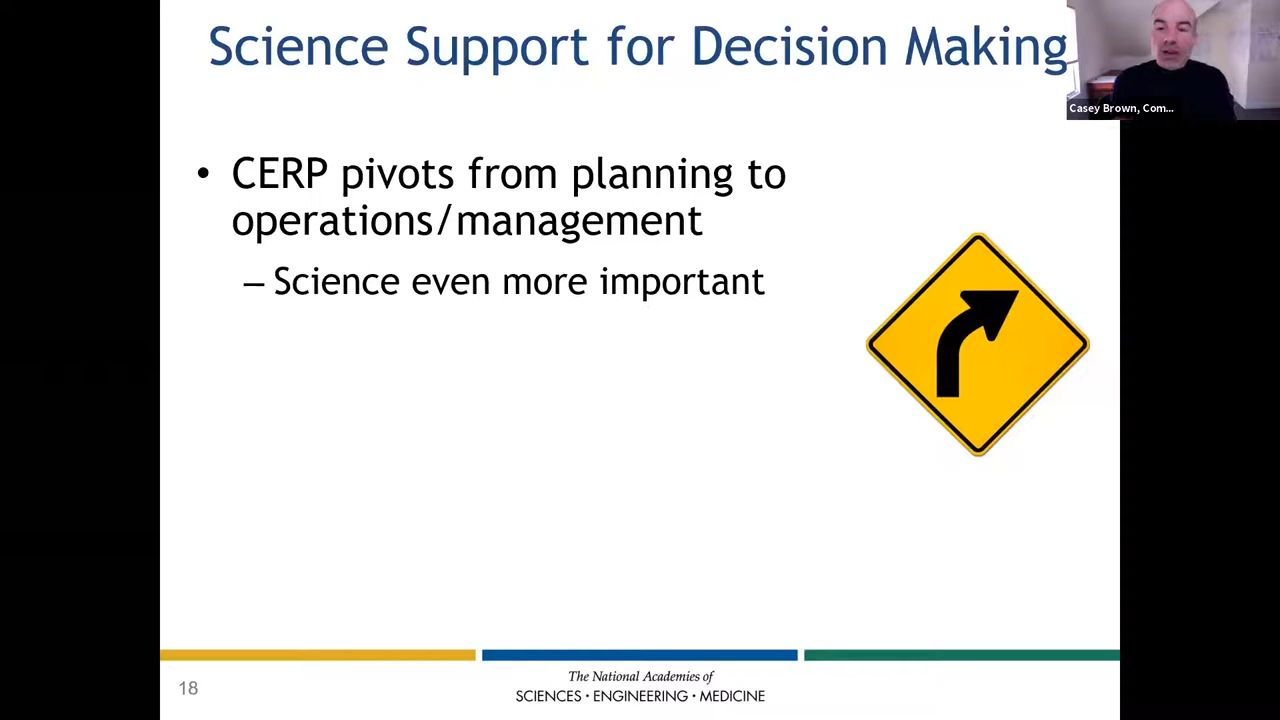 Science Support for Decision Making
Casey Brown, Com...
• CERP pivots from planning to
operations/management
– Science even more important
18
The National Academies of
SCIENCES · ENGINEERING · MEDICINE